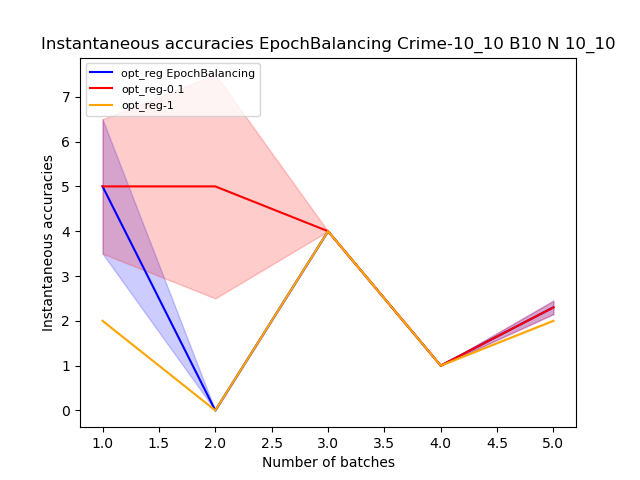 Instantaneous accuracies EpochBalancing Crime-10_10 B10 N 10_10
opt_reg EpochBalancing
opt_reg-0.1
opt_reg-1
Instantaneous accuracies
7
6
5
4
3
2
1
0
1.0 1.5 2.0 2.5 3.0 3.5 4.0 4.5 5.0
Number of batches